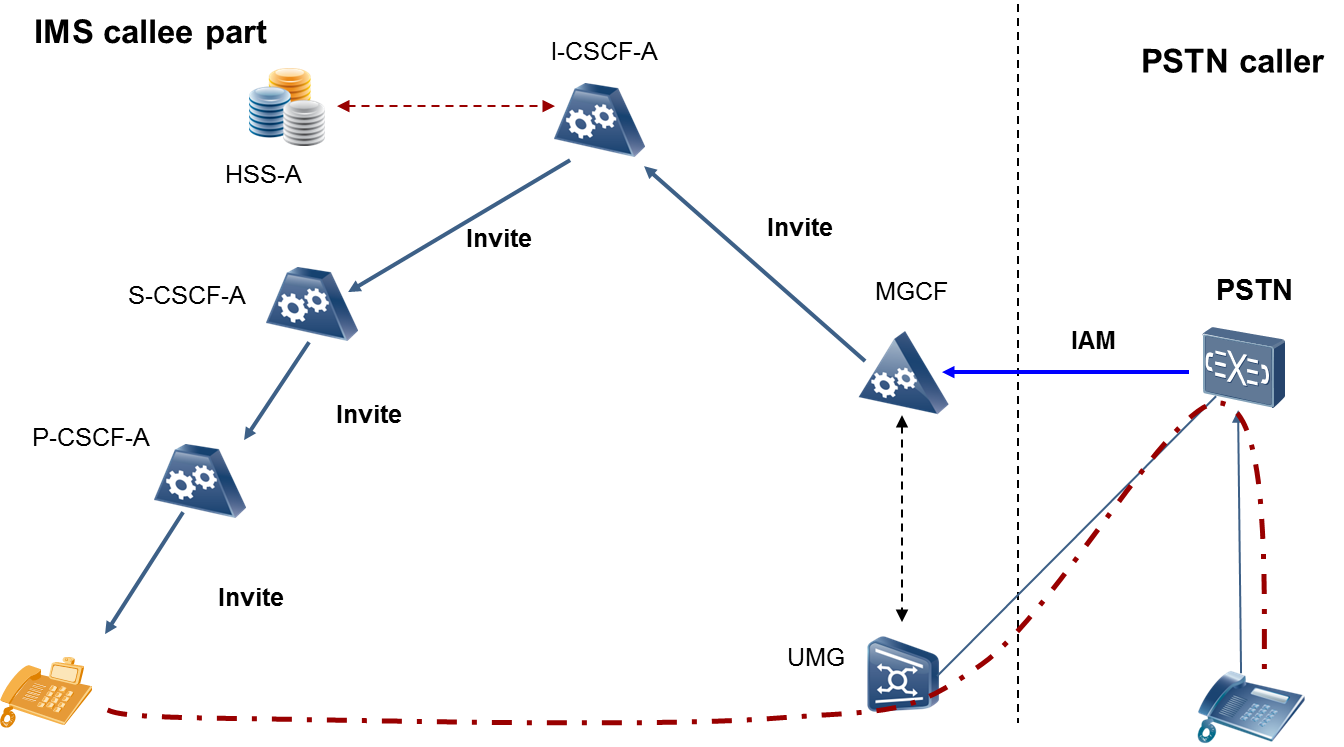 IMS callee part
I-CSCF-A
PSTN caller
HSS-A
Invite
Invite
S-CSCF-A
MGCF
PSTN
IAM
Invite
P-CSCF-A
Invite
UMG